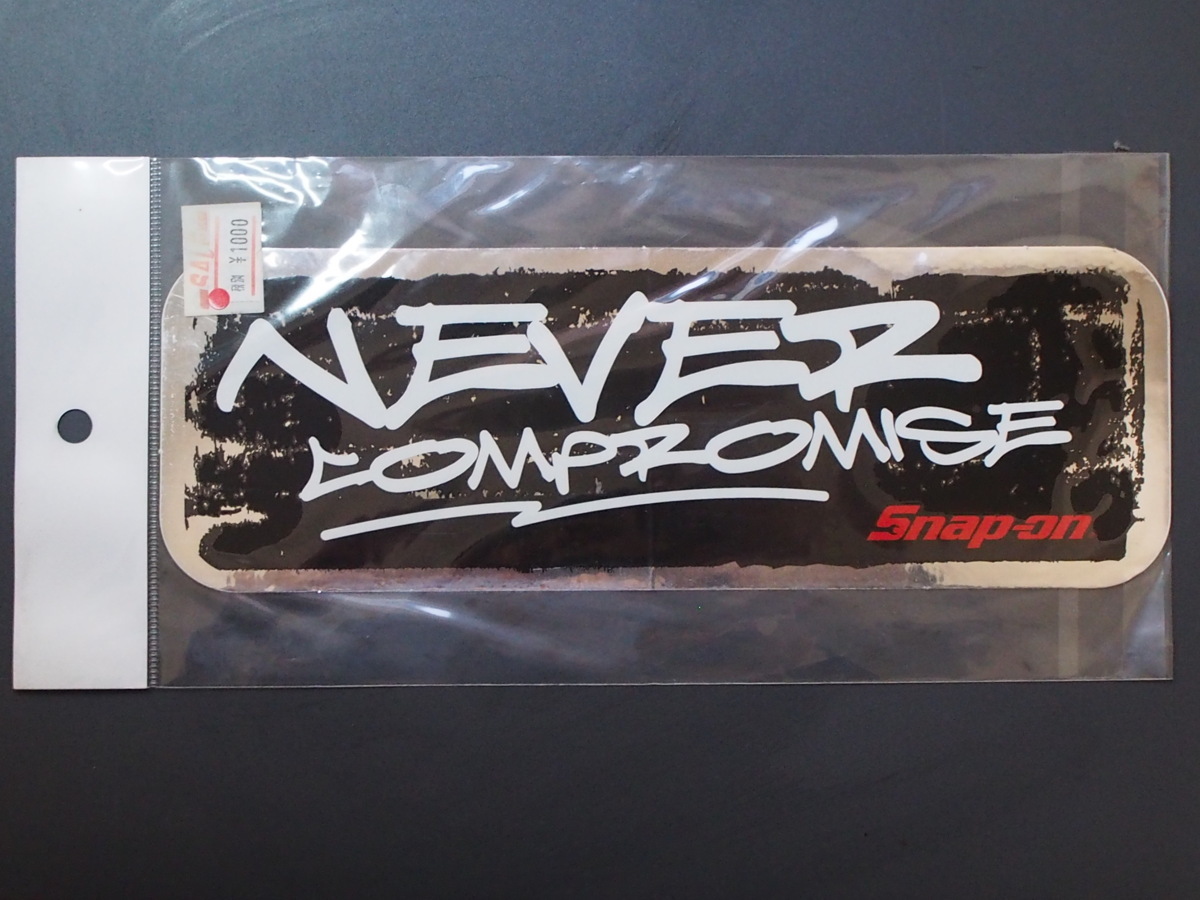 NEVER
COMPROMISE
Snap-on
¥1000